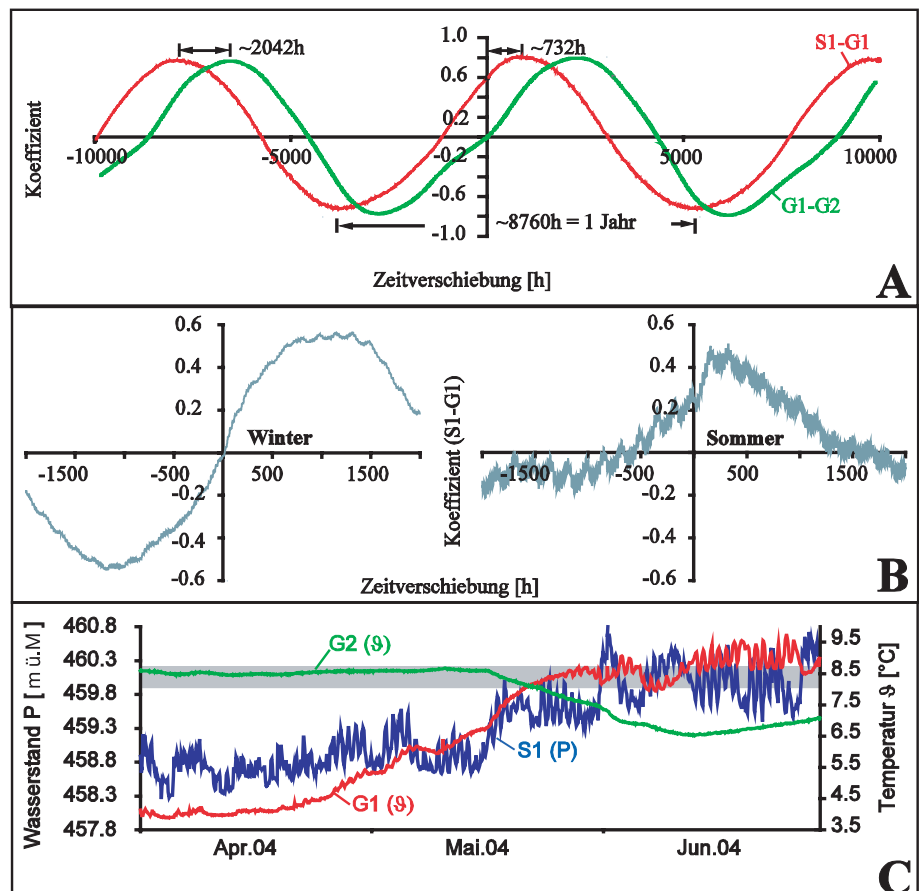 ~2042h
1.0
~732h
S1-G1
0.6
0.2
Koeffizient
-10000
-5000
-0.2
5000
10000
-0.6
G1-G2
-1.0
~8760h = 1 Jahr
Zeitverschiebung [h]
A
0.6
0.4
0.2
Winter
-1500
-500
500
1500
-0.2
-0.4
-0.6
Koeffizient (S1-G1)
0.6
0.4
0.2
Sommer
-1500
-500
500
1500
-0.2
-0.4
-0.6
Zeitverschiebung [h]
B
Wasserstand P [m ü.M]
460.8
460.3
459.8
459.3
458.8
458.3
457.8
G2 (ϑ)
S1 (P)
G1 (ϑ)
9.5
8.5
7.5
6.5
5.5
4.5
3.5
Temperatur ϑ [°C]
Apr.04
Mai.04
Jun.04
C